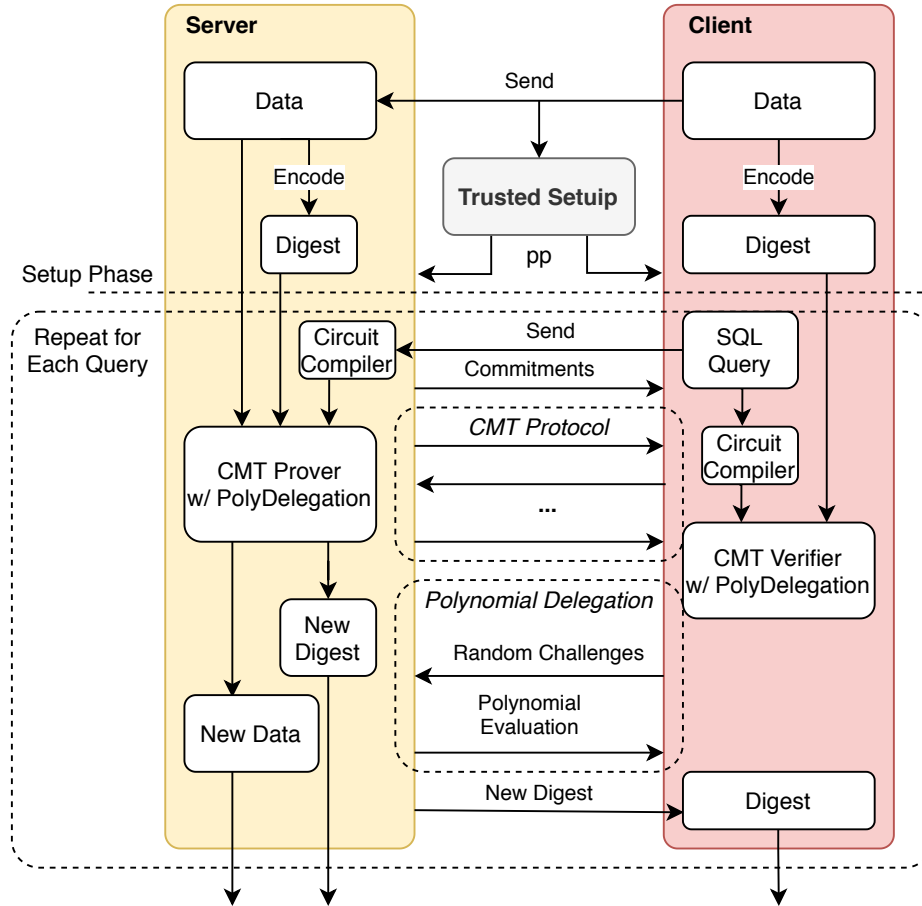 Server
Client
Data
Send
Data
Encode
Trusted Setuip
Encode
Digest
pp
Digest
Setup Phase
Repeat for
Each Query
Circuit
Compiler
Send
SQL
Query
Commitments
CMT Protocol
Circuit
Compiler
CMT Prover
w/ PolyDelegation
...
CMT Verifier
w/ PolyDelegation
Polynomial Delegation
New
Digest
Random Challenges
New Data
Polynomial
Evaluation
New Digest
Digest